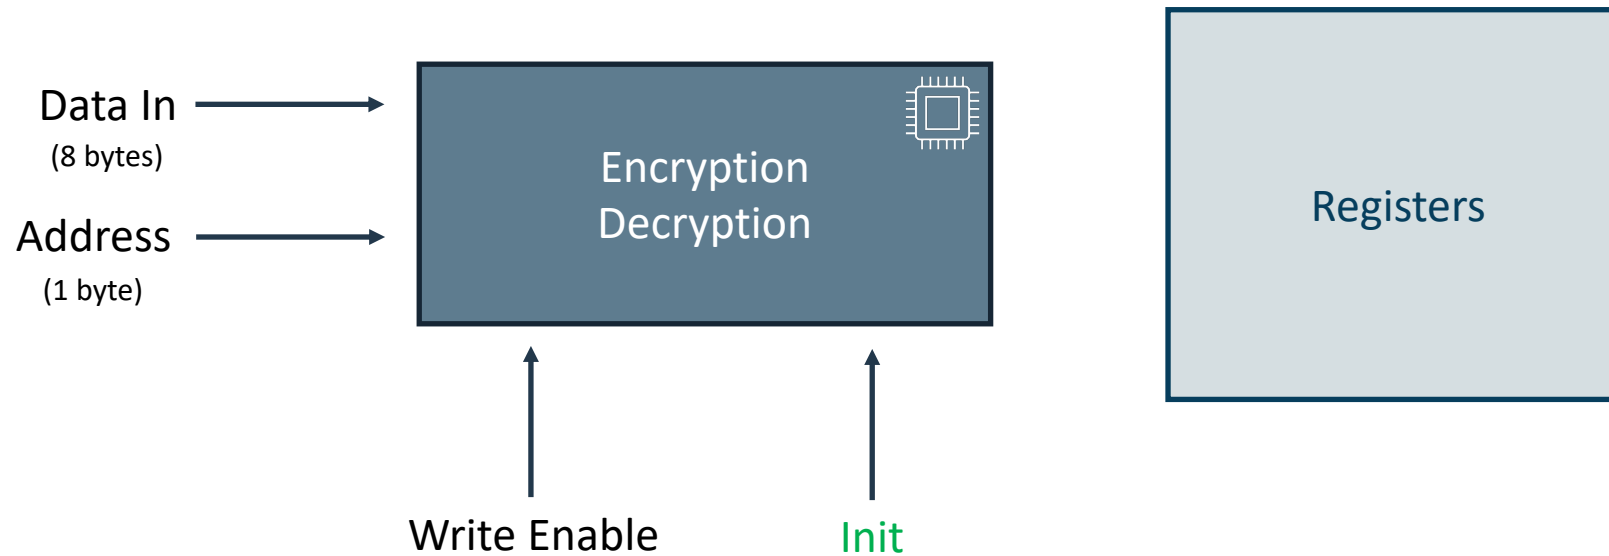 Data In
(8 bytes)
Address
(1 byte)
Encryption
Decryption
Registers
Write Enable
Init